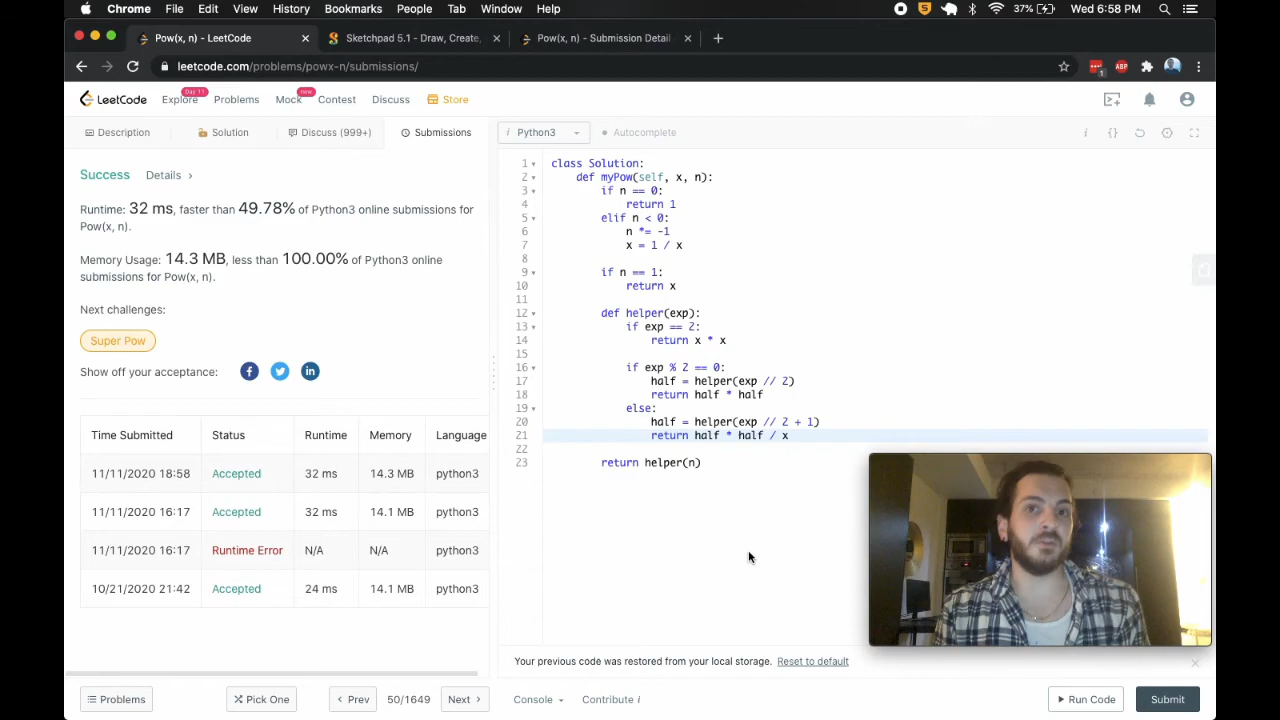 Chrome File Edit View History Bookmarks People Tab Window Help 37% Wed 6:58 PM
Pow(x, n) - LeetCode Sketchpad 5.1 - Draw, Create, Pow(x, n) - Submission Detail
leetcode.com/problems/powx-n/submissions/ 1 ABP
LeetCode Explore Day 11 Problems Mock new Contest Discuss Store
Description Solution Discuss (999+) Submissions
i Python3 Autocomplete i {}
Success Details
Runtime: 32 ms, faster than 49.78% of Python3 online submissions for
Pow(x, n).
Memory Usage: 14.3 MB, less than 100.00% of Python3 online
submissions for Pow(x, n).
Next challenges:
Super Pow
Show off your acceptance:
Time Submitted Status Runtime Memory Language
11/11/2020 18:58 Accepted 32 ms 14.3 MB python3
11/11/2020 16:17 Accepted 32 ms 14.1 MB python3
11/11/2020 16:17 Runtime Error N/A N/A python3
10/21/2020 21:42 Accepted 24 ms 14.1 MB python3
1 class Solution:
2 def myPow(self, x, n):
3 if n == 0:
4 return 1
5 elif n < 0:
6 n *= -1
7 x = 1 / x
8
9 if n == 1:
10 return x
11
12 def helper(exp):
13 if exp == 2:
14 return x * x
15
16 if exp % 2 == 0:
17 half = helper(exp // 2)
18 return half * half
19 else:
20 half = helper(exp // 2 + 1)
21 return half * half / x
22
23 return helper(n)
Your previous code was restored from your local storage. Reset to default
Problems Pick One Prev 50/1649 Next Console Contribute i Run Code Submit